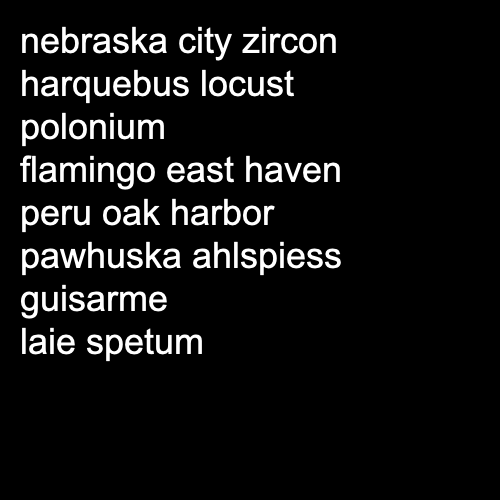 nebraska city zircon
harquebus locust
polonium
flamingo east haven
peru oak harbor
pawhuska ahlspiess
guisarme
laie spetum